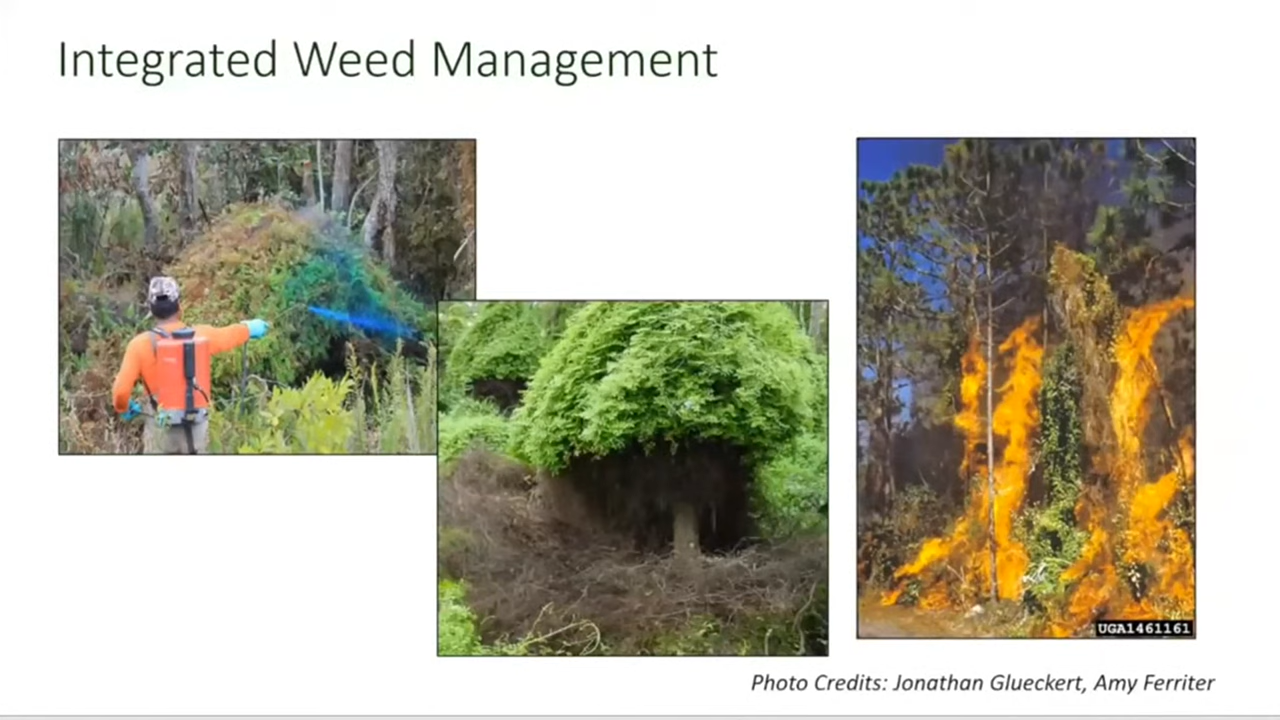 Integrated Weed Management
UGA1461161
Photo Credits: Jonathan Glueckert, Amy Ferriter